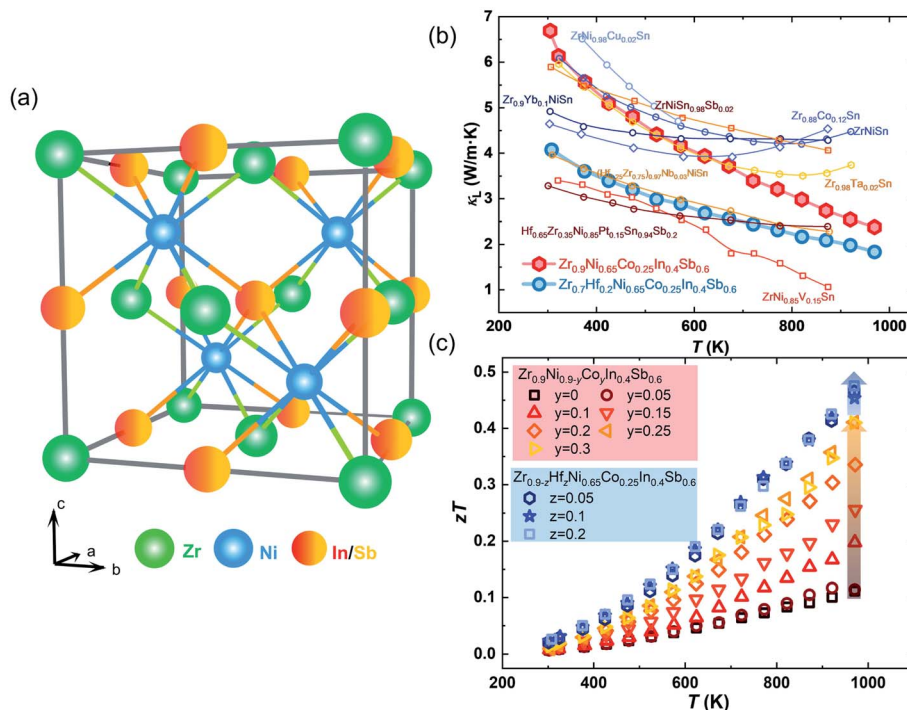 (a)
c
a
b
Zr
Ni
In/Sb
(b)
7
6
5
4
3
2
1
κL (W/m·K)
ZrNi0.98Cu0.02Sn
Zr0.9Yb0.1NiSn
ZrNiSn0.98Sb0.02
Zr0.88Co0.12Sn
ZrNiSn
(Hf0.25Zr0.75)0.97Nb0.03NiSn
Zr0.98Ta0.02Sn
Hf0.65Zr0.35Ni0.85Pt0.15Sn0.94Sb0.2
Zr0.9Ni0.65Co0.25In0.4Sb0.6
Zr0.7Hf0.2Ni0.65Co0.25In0.4Sb0.6
ZrNi0.85V0.15Sn
200 400 600 800 1000
T (K)
(c)
0.5
0.4
0.3
0.2
0.1
0.0
zT
Zr0.9Ni0.9-yCoyIn0.4Sb0.6
y=0 y=0.05
y=0.1 y=0.15
y=0.2 y=0.25
y=0.3
Zr0.9-zHfzNi0.65Co0.25In0.4Sb0.6
z=0.05
z=0.1
z=0.2
200 400 600 800 1000
T (K)